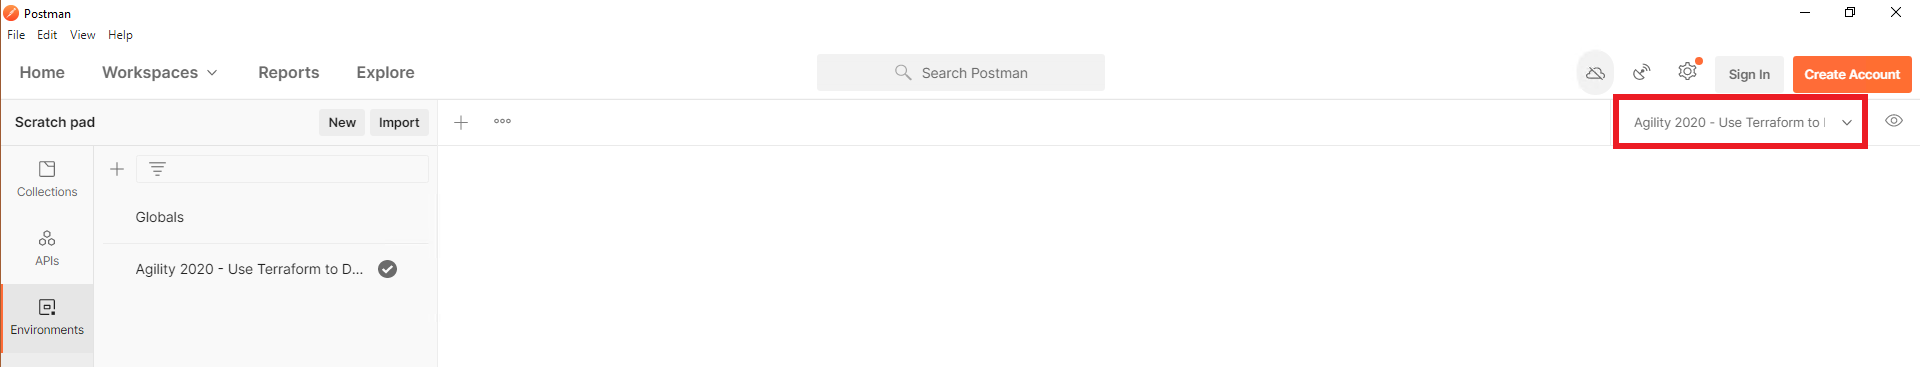 Postman
File Edit View Help
Home Workspaces Reports Explore Search Postman Sign In Create Account
Scratch pad New Import Agility 2020 - Use Terraform to
Collections
Globals
APIs
Agility 2020 - Use Terraform to D...
Environments